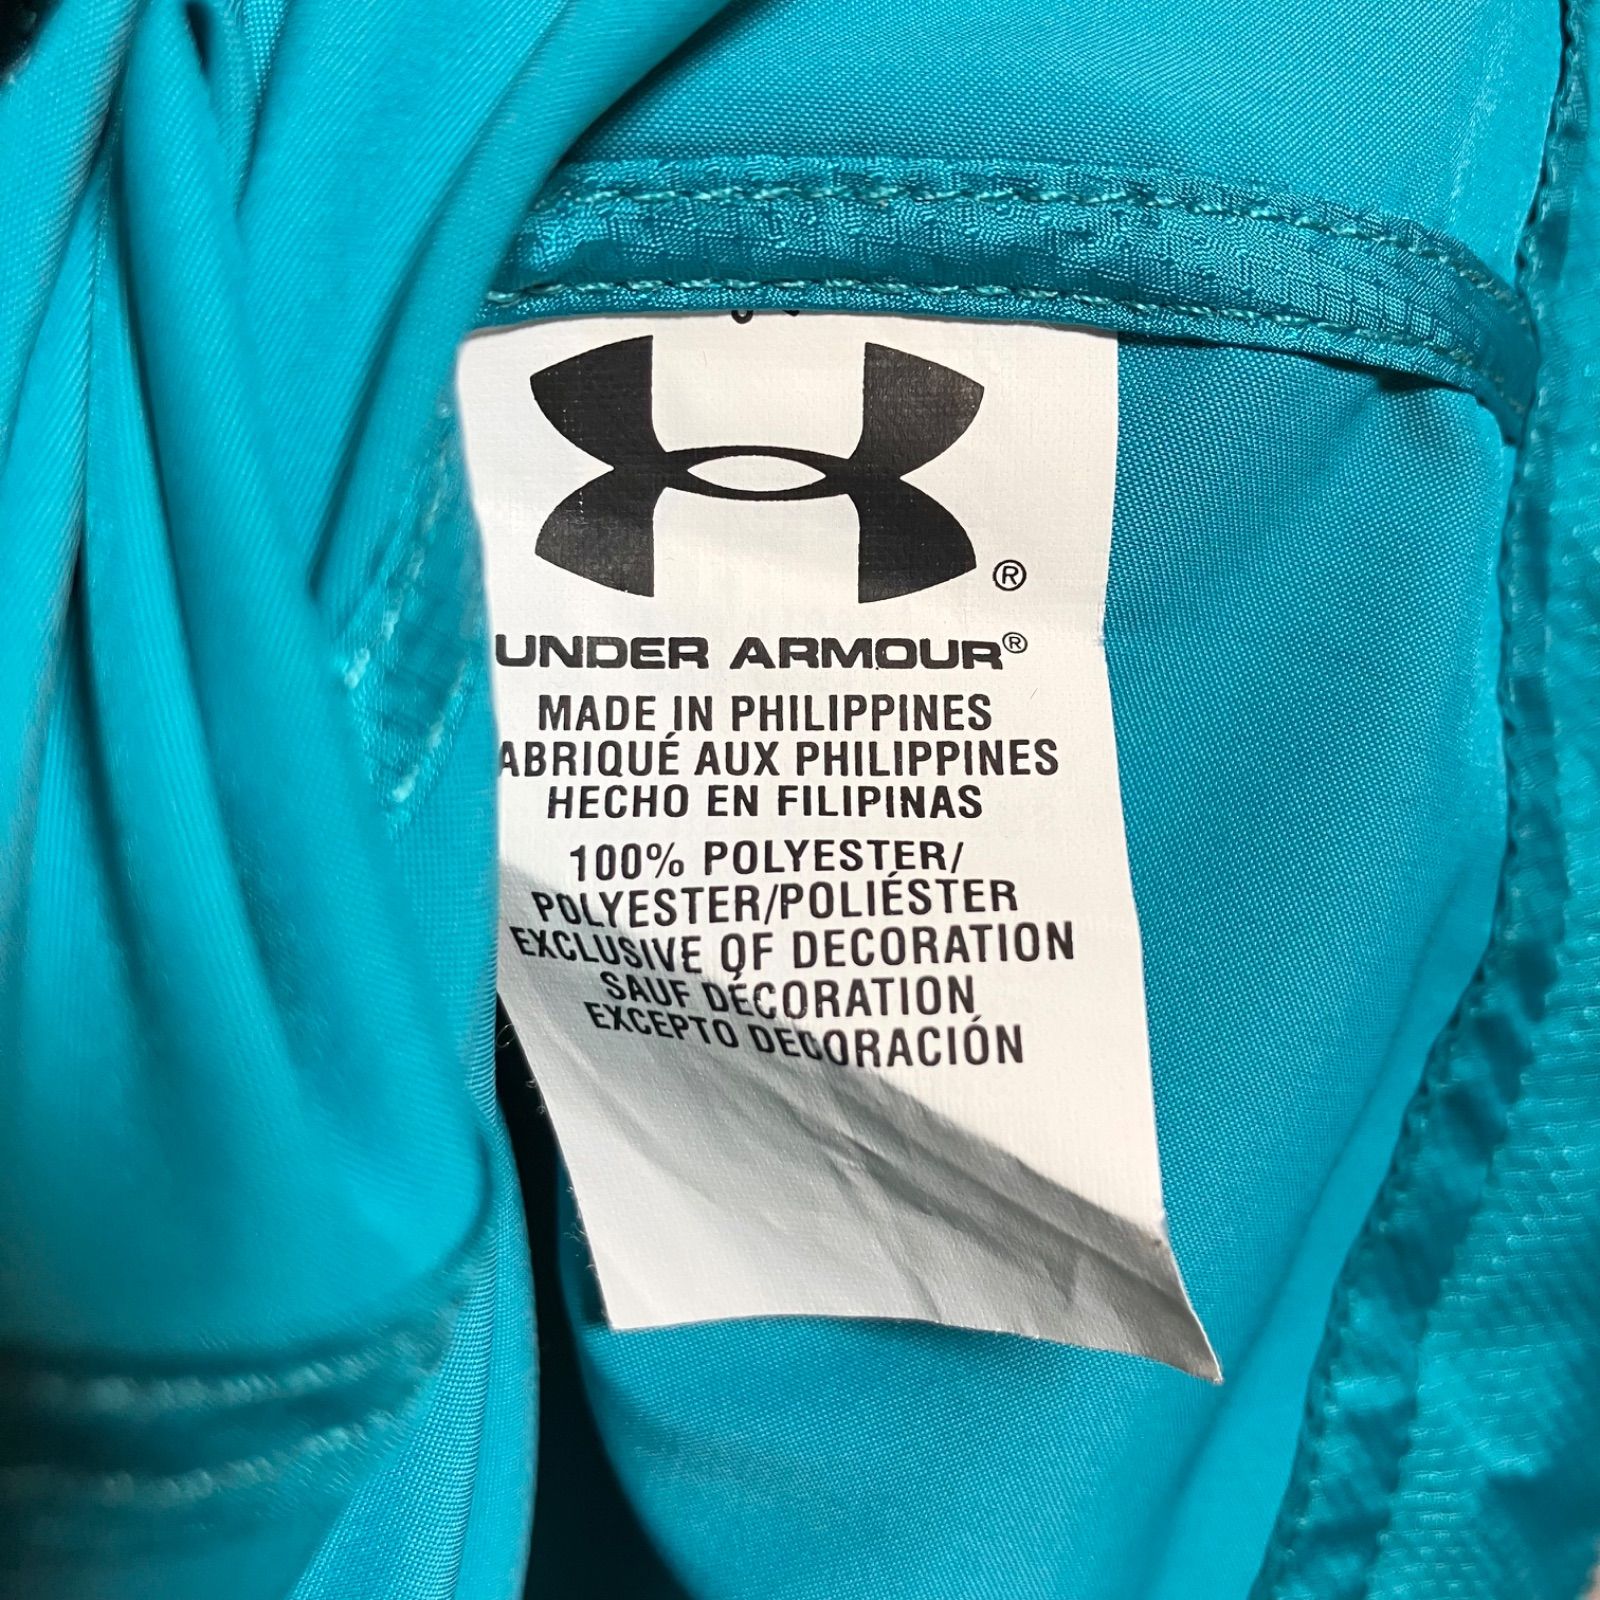 UNDER ARMOUR®
MADE IN PHILIPPINES
ABRIQUÉ AUX PHILIPPINES
HECHO EN FILIPINAS
100% POLYESTER/
POLYESTER/POLIÉSTER
EXCLUSIVE OF DECORATION
SAUF DÉCORATION
EXCEPTO DECORACIÓN